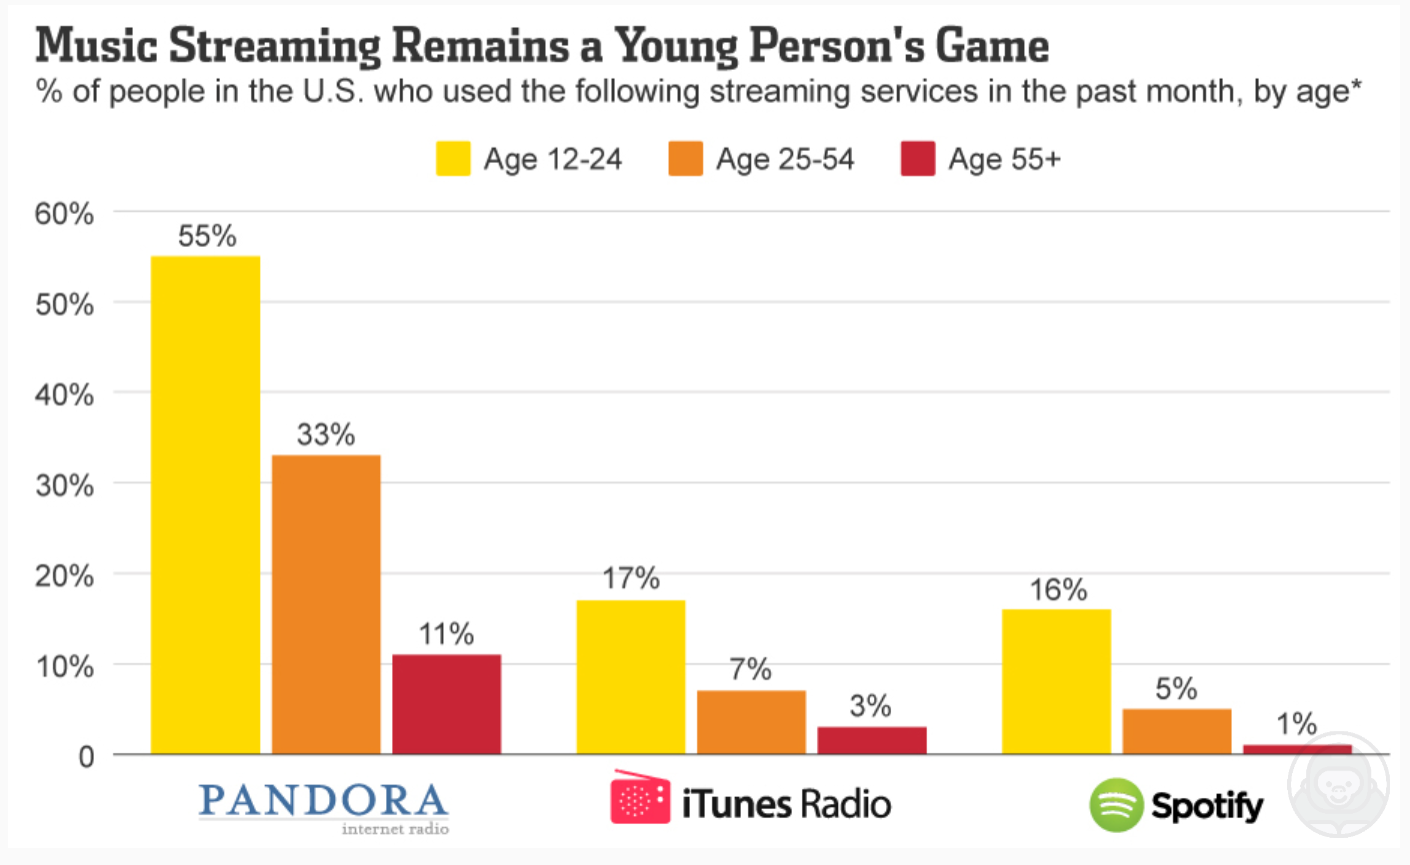 Music Streaming Remains a Young Person's Game
% of people in the U.S. who used the following streaming services in the past month, by age*
Age 12-24 Age 25-54 Age 55+
60%
55%
50%
40%
33%
30%
20%
17%
16%
11%
10%
7%
5%
3%
1%
0
PANDORA
internet radio
iTunes Radio
Spotify